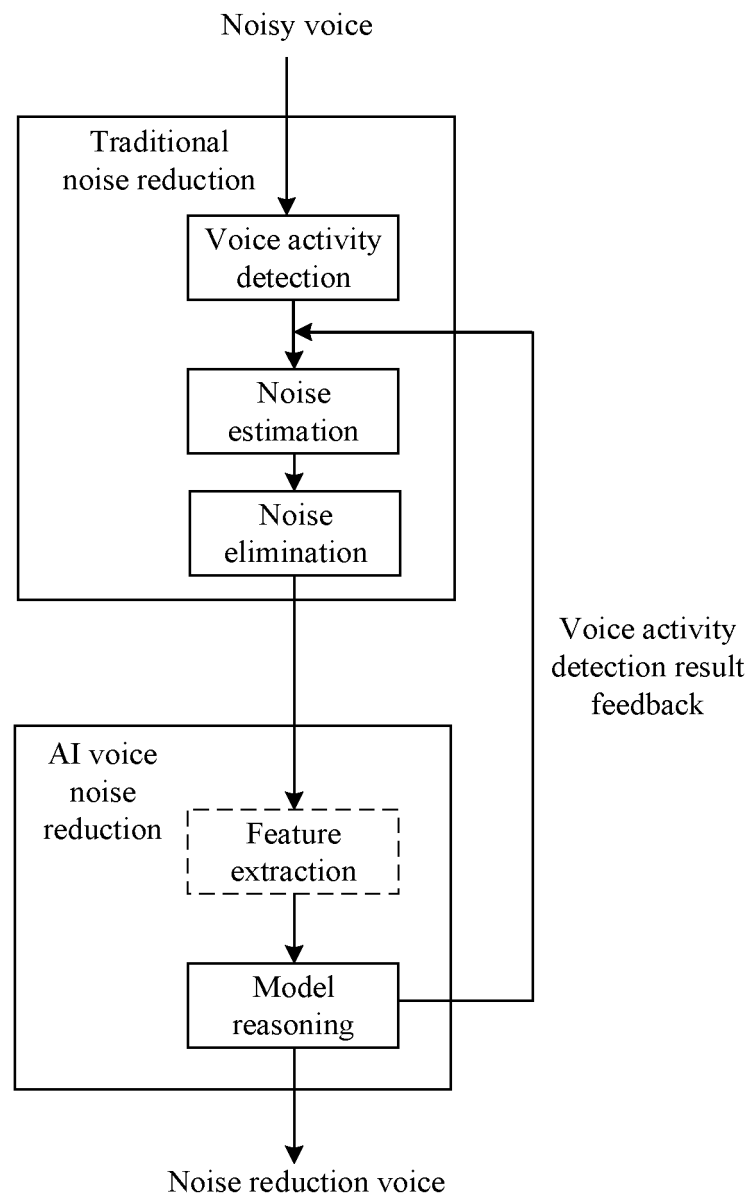 Noisy voice
Traditional
noise reduction
Voice activity
detection
Noise
estimation
Noise
elimination
Voice activity
detection result
feedback
AI voice
noise
reduction
Feature
extraction
Model
reasoning
Noise reduction voice